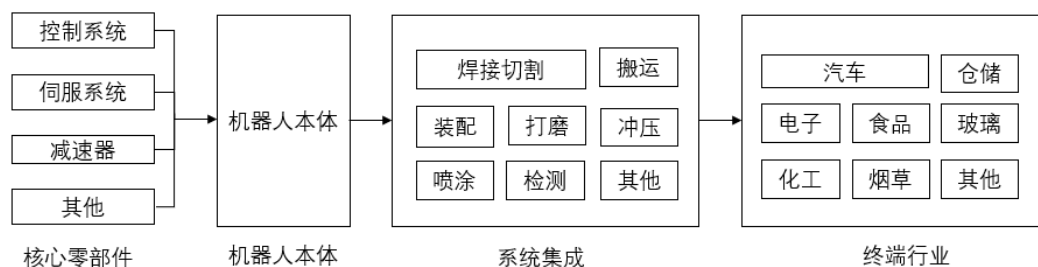 控制系统
伺服系统
减速器
其他
核心零部件
机器人本体
机器人本体
焊接切割
搬运
装配
打磨
冲压
喷涂
检测
其他
系统集成
汽车
仓储
电子
食品
玻璃
化工
烟草
其他
终端行业